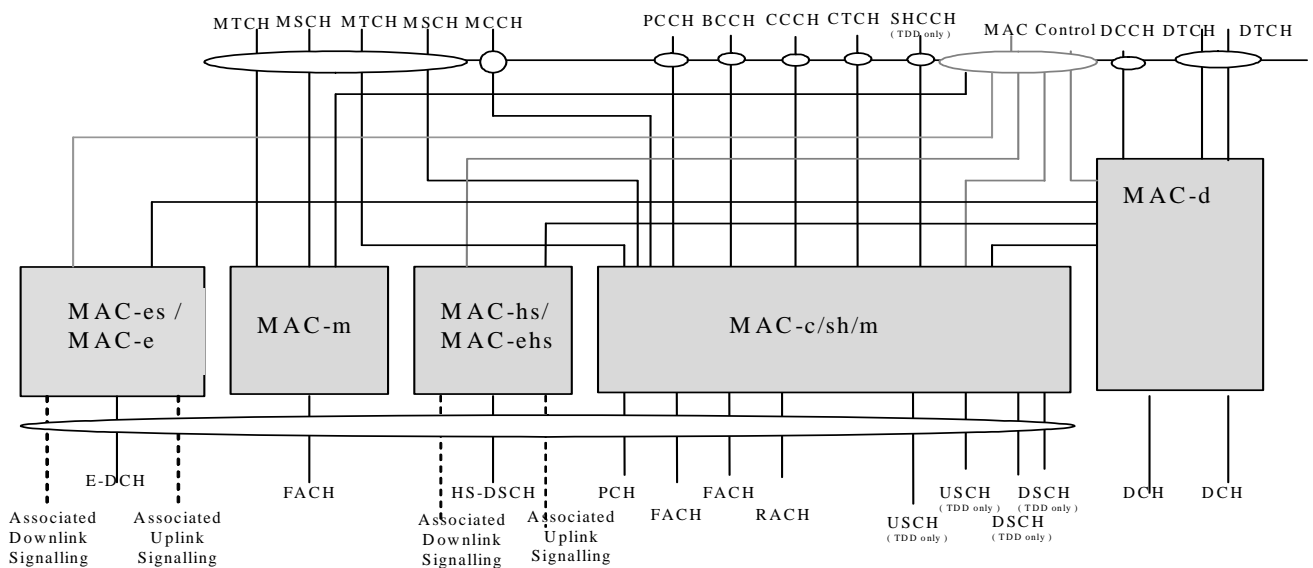 MTCH MSCH MTCH MSCH MCCH PCCH BCCH CCCH CTCH SHCCH MAC Control DCCH DTCH DTCH
( TDD only )
MAC-d
MAC-es /
MAC-e
MAC-m
MAC-hs/
MAC-ehs
MAC-c/sh/m
E-DCH
FACH
HS-DSCH
PCH
FACH
FACH
RACH
USCH
( TDD only )
USCH
( TDD only )
DSCH
( TDD only )
DSCH
( TDD only )
DCH
DCH
Associated
Downlink
Signalling
Associated
Uplink
Signalling
Associated
Downlink
Signalling
Associated
Uplink
Signalling